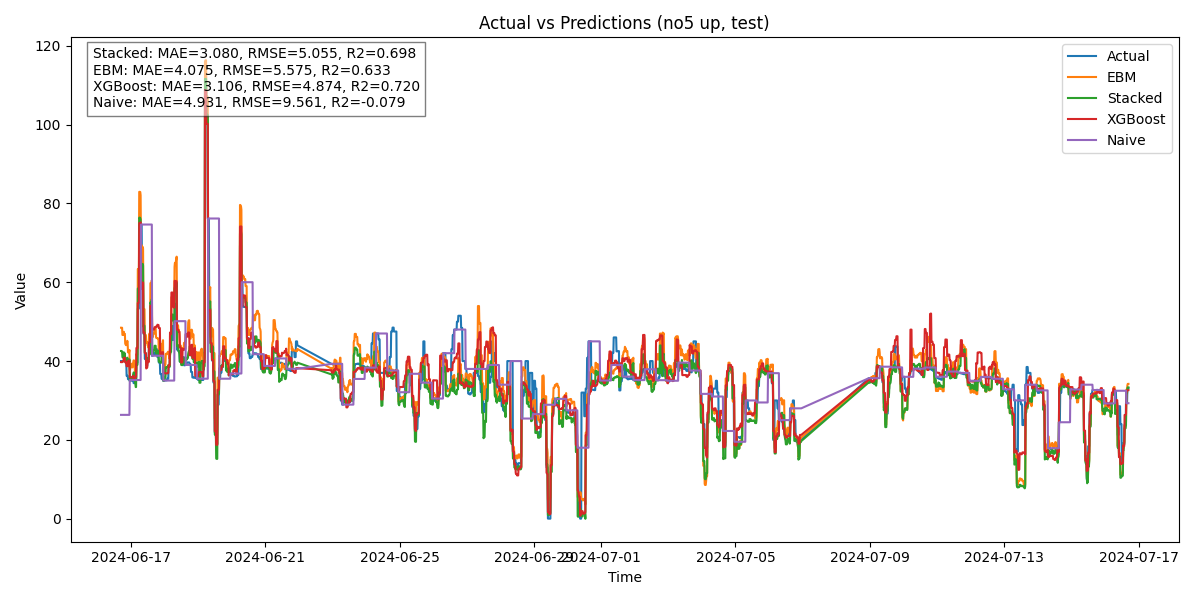 Actual vs Predictions (no5 up, test)
Stacked: MAE=3.080, RMSE=5.055, R2=0.698
EBM: MAE=4.075, RMSE=5.575, R2=0.633
XGBoost: MAE=3.106, RMSE=4.874, R2=0.720
Naive: MAE=4.931, RMSE=9.561, R2=-0.079
Actual
EBM
Stacked
XGBoost
Naive
120
100
80
60
40
20
0
Value
2024-06-17
2024-06-21
2024-06-25
2024-06-29
2024-07-01
2024-07-05
2024-07-09
2024-07-13
2024-07-17
Time